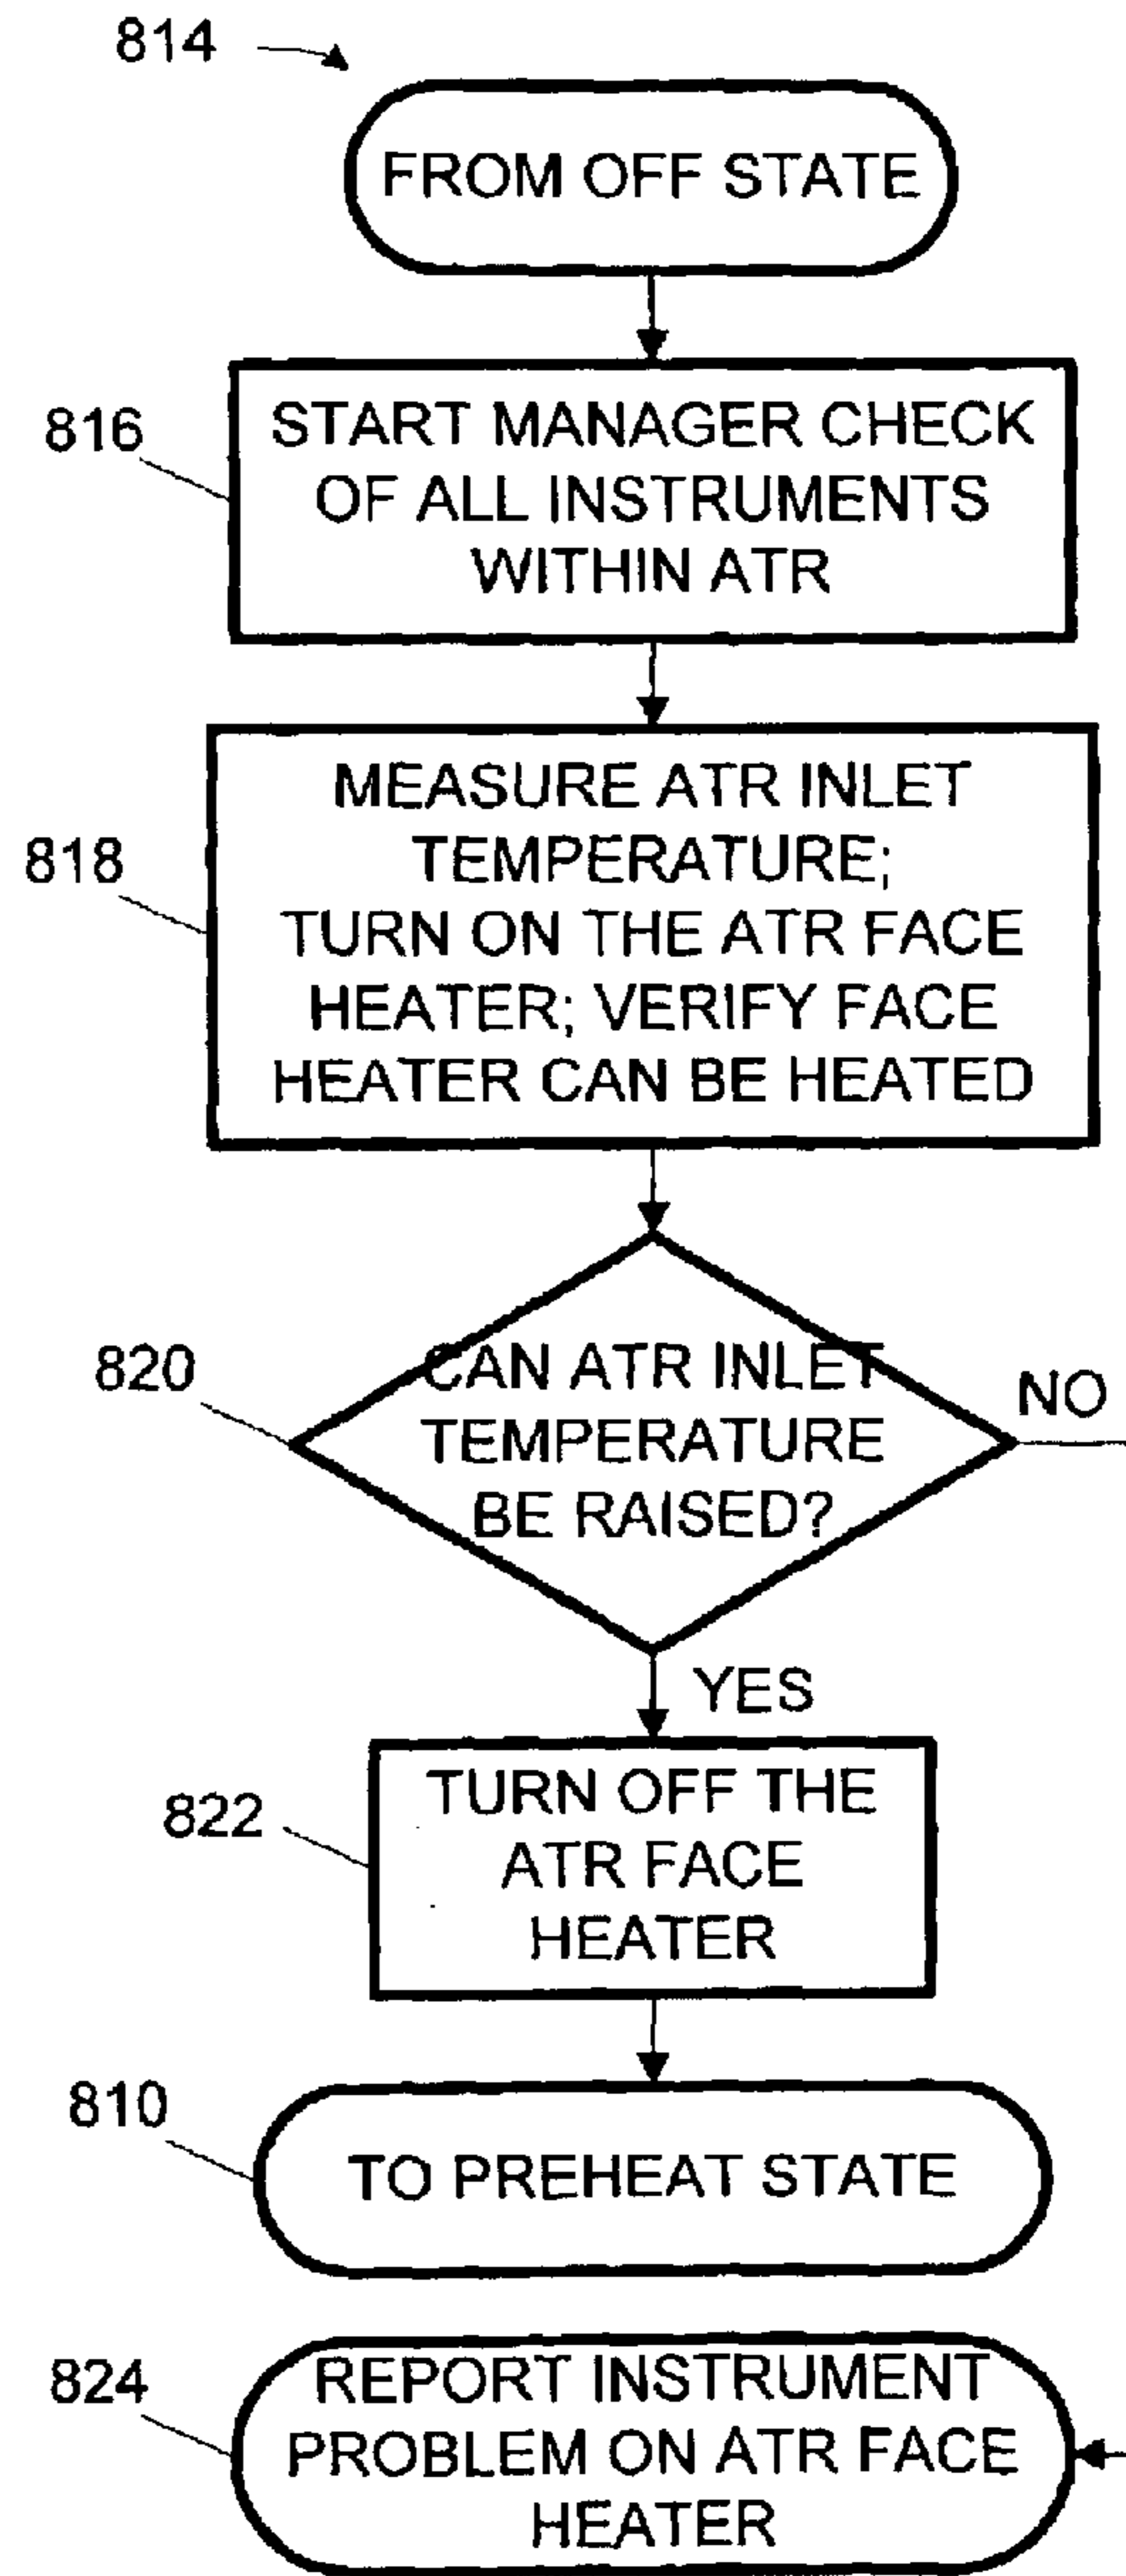 814
FROM OFF STATE
816
START MANAGER CHECK
OF ALL INSTRUMENTS
WITHIN ATR
818
MEASURE ATR INLET
TEMPERATURE;
TURN ON THE ATR FACE
HEATER; VERIFY FACE
HEATER CAN BE HEATED
820
CAN ATR INLET
TEMPERATURE
BE RAISED?
NO
YES
822
TURN OFF THE
ATR FACE
HEATER
810
TO PREHEAT STATE
824
REPORT INSTRUMENT
PROBLEM ON ATR FACE
HEATER